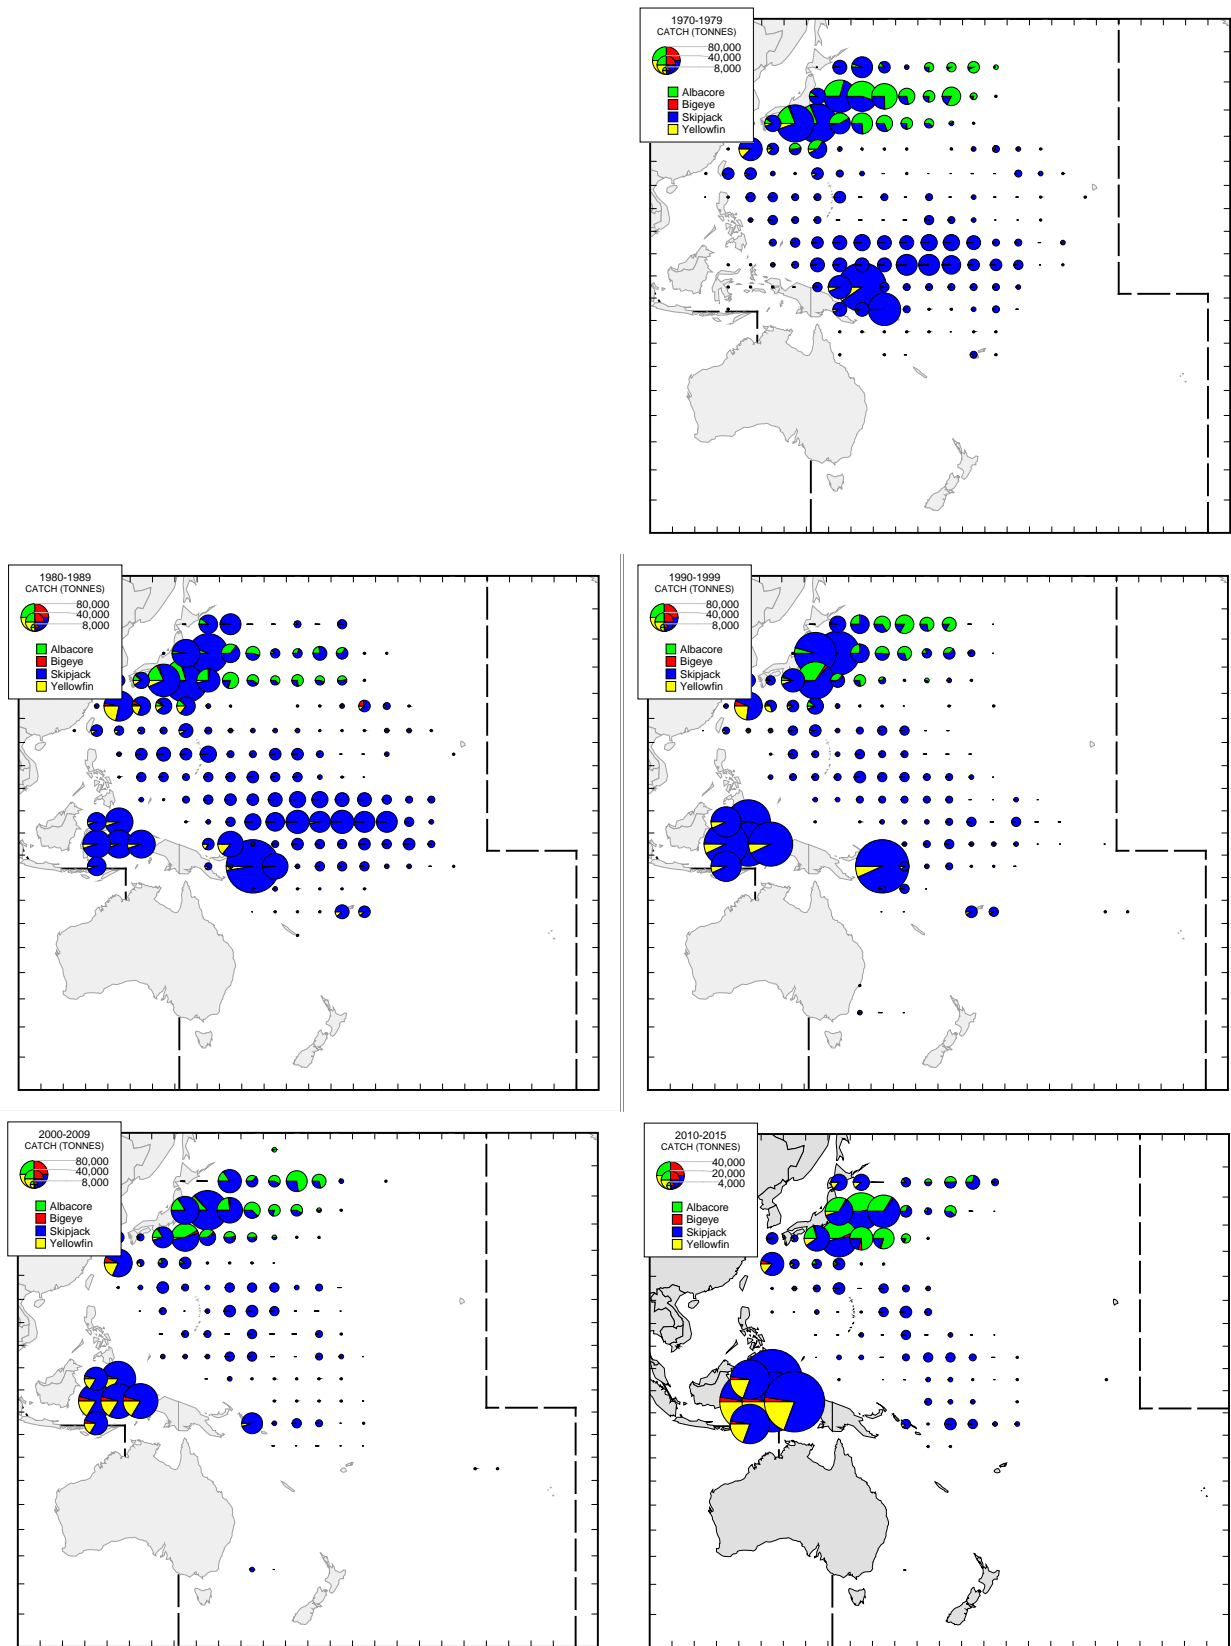 1970-1979
CATCH (TONNES)
80,000
40,000
8,000
Albacore
Bigeye
Skipjack
Yellowfin
1980-1989
CATCH (TONNES)
80,000
40,000
8,000
Albacore
Bigeye
Skipjack
Yellowfin
1990-1999
CATCH (TONNES)
80,000
40,000
8,000
Albacore
Bigeye
Skipjack
Yellowfin
2000-2009
CATCH (TONNES)
80,000
40,000
8,000
Albacore
Bigeye
Skipjack
Yellowfin
2010-2015
CATCH (TONNES)
40,000
20,000
4,000
Albacore
Bigeye
Skipjack
Yellowfin